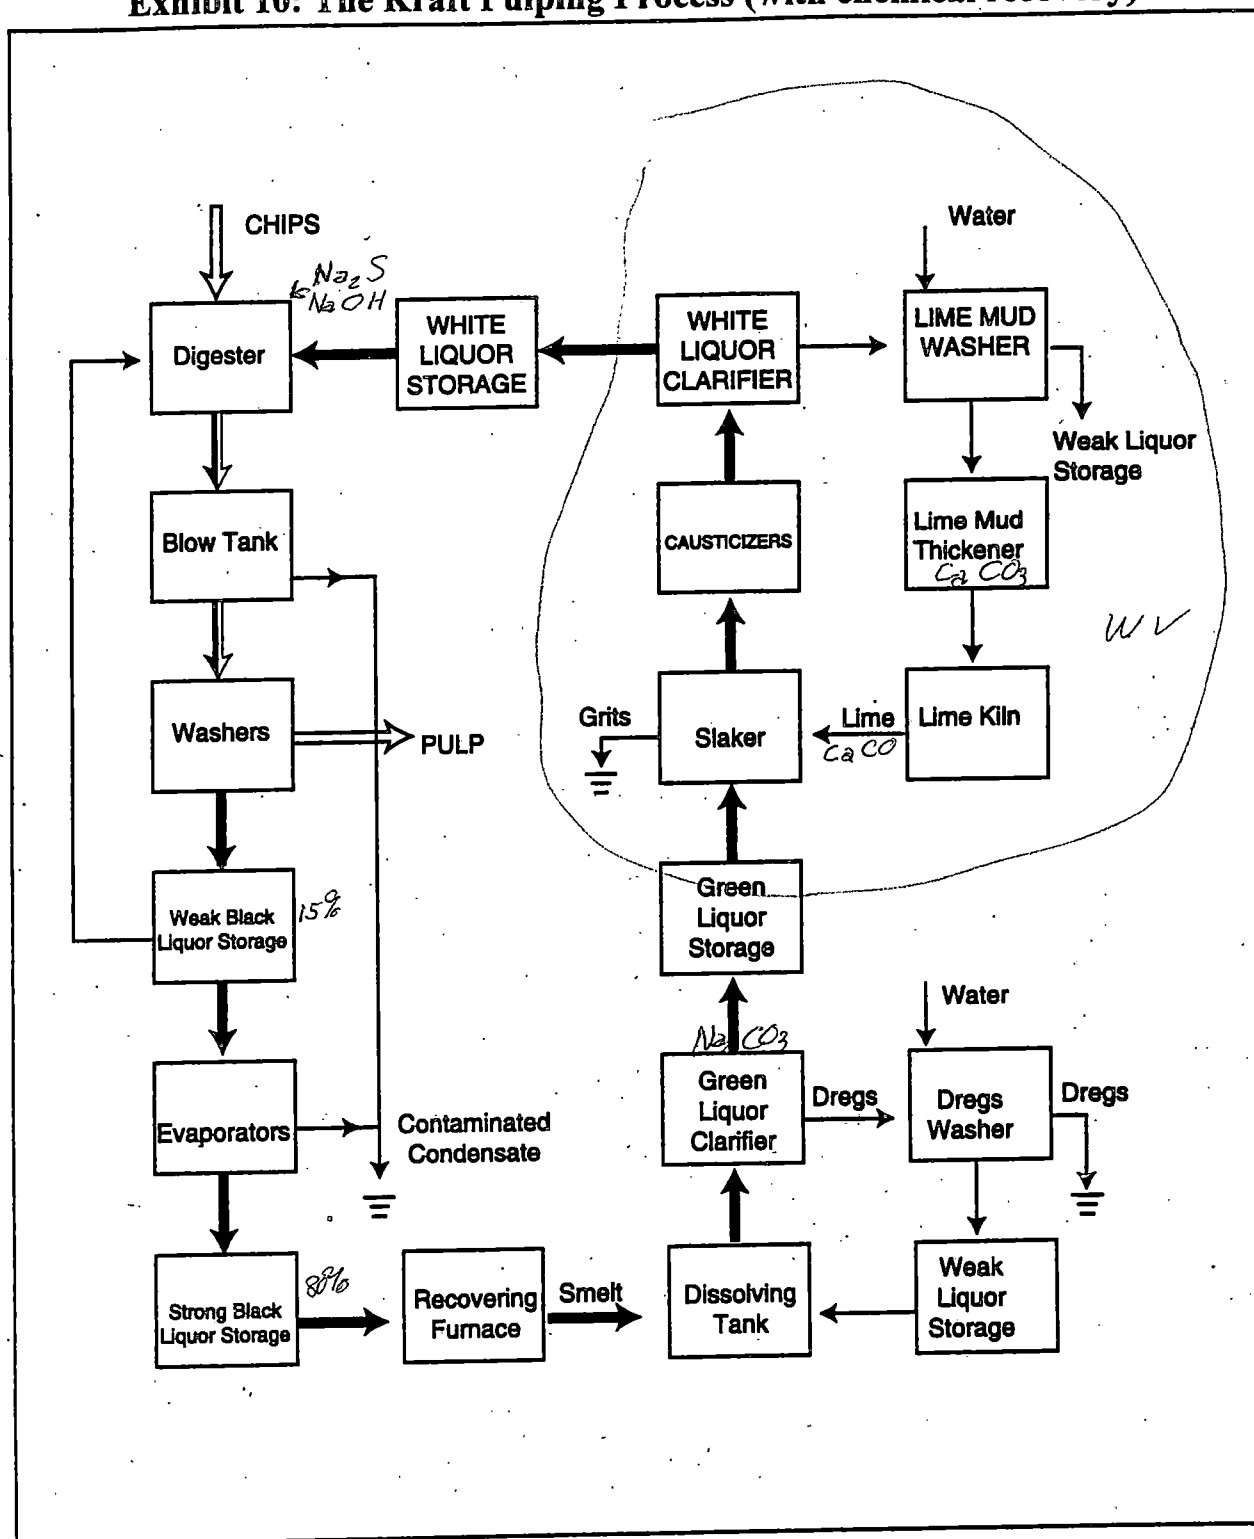 Exhibit 10: The Kraft Pulping Process (with chemical recovery)
CHIPS
Na₂S
NaOH
Digester
WHITE
LIQUOR
STORAGE
WHITE
LIQUOR
CLARIFIER
Water
LIME MUD
WASHER
Weak Liquor
Storage
Blow Tank
CAUSTICIZERS
Lime Mud
Thickener
CaCO₃
WV
Washers
PULP
Grits
Slaker
Lime
CaCO
Lime Kiln
Weak Black
Liquor Storage
15%
Green
Liquor
Storage
Water
Na₂CO₃
Evaporators
Contaminated
Condensate
Green
Liquor
Clarifier
Dregs
Dregs
Washer
Dregs
Strong Black
Liquor Storage
80%
Recovering
Furnace
Smelt
Dissolving
Tank
Weak
Liquor
Storage